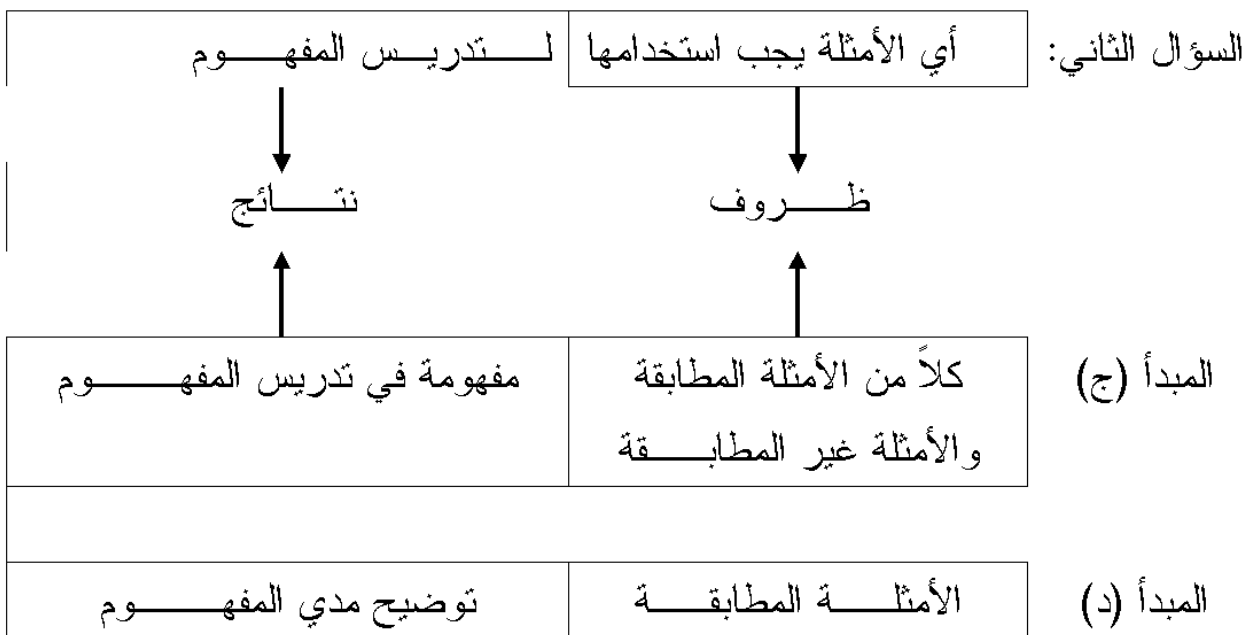 السؤال الثاني: أي الأمثلة يجب استخدامها لتدريس المفهوم
ظروف نتائج
المبدأ (ج) كلاً من الأمثلة المطابقة مفهومة في تدريس المفهوم
والأمثلة غير المطابقة
المبدأ (د) الأمثلة المطابقة توضيح مدي المفهوم